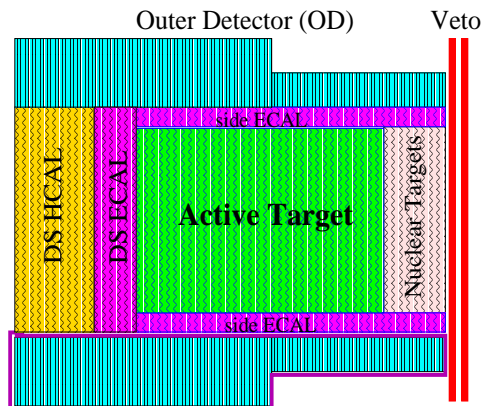 Outer Detector (OD)
Veto
side ECAL
DS HCAL
DS ECAL
Active Target
Nuclear Targets
side ECAL